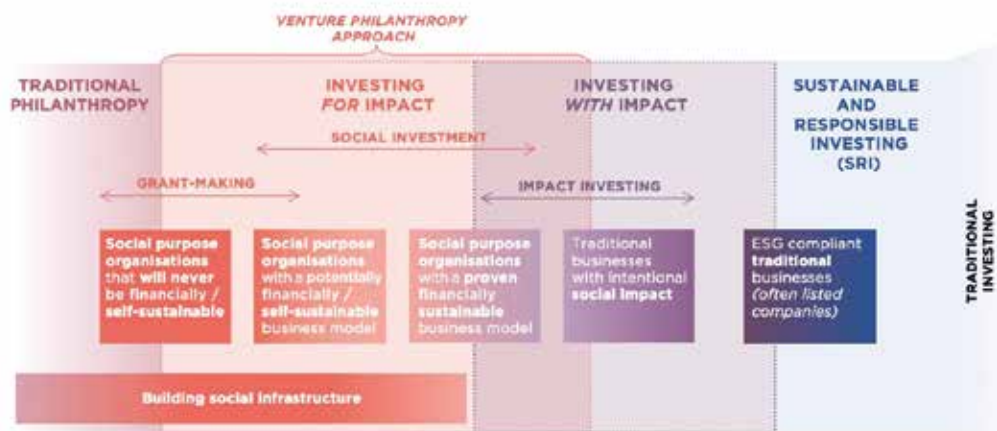 VENTURE PHILANTHROPY
APPROACH
TRADITIONAL
PHILANTHROPY
INVESTING
FOR IMPACT
INVESTING
WITH IMPACT
SUSTAINABLE
AND
RESPONSIBLE
INVESTING
(SRI)
SOCIAL INVESTMENT
GRANT-MAKING
IMPACT INVESTING
Social purpose
organisations
that will never
be financially /
self-sustainable
Social purpose
organisations
with a potentially
financially /
self-sustainable
business model
Social purpose
organisations
with a proven
financially
sustainable
business model
Traditional
businesses
with intentional
social impact
ESG compliant
traditional
businesses
(often listed
companies)
TRADITIONAL
INVESTING
Building social infrastructure